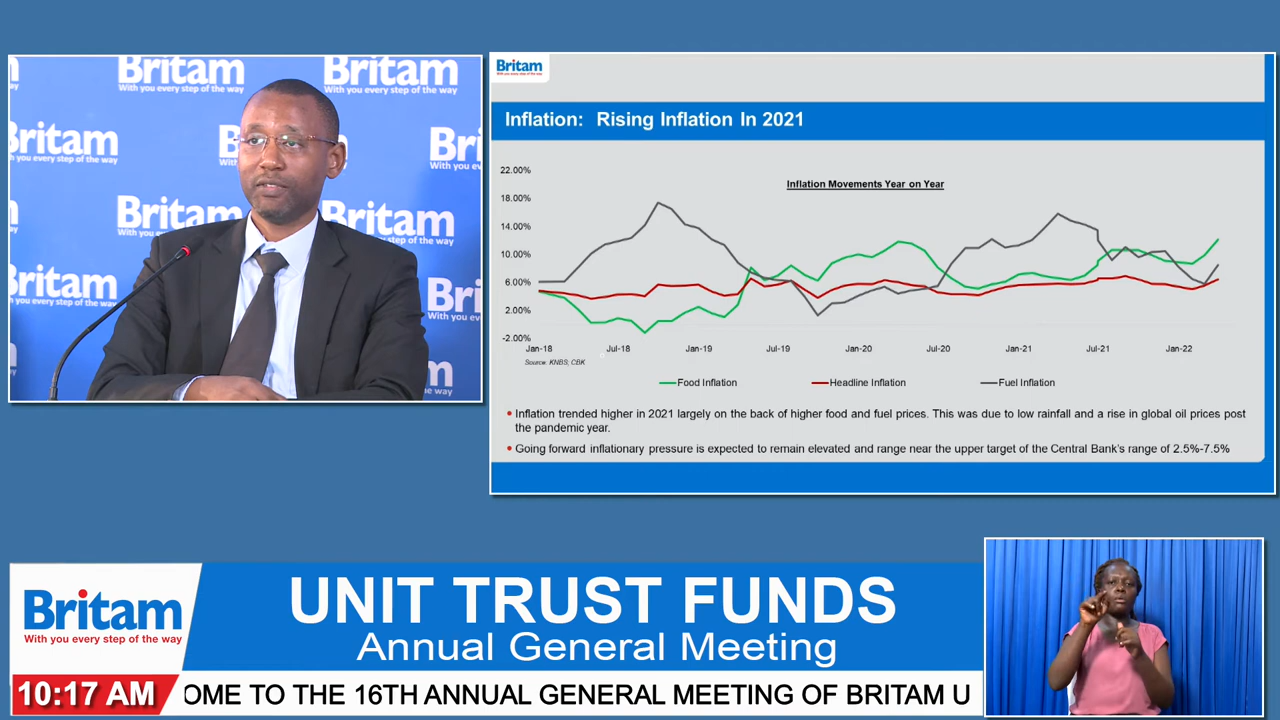 Britam
With you every step of the way
Britam
With you every step of the way
Britam
With you every step of the way
Britam
With you
Britam
With you every step of the way
Britam
With you every step of the way
Britam
With you every step of the way
Britam
Inflation: Rising Inflation In 2021
Inflation Movements Year on Year
22.00%
18.00%
14.00%
10.00%
6.00%
2.00%
-2.00%
Jan-18 Jul-18 Jan-19 Jul-19 Jan-20 Jul-20 Jan-21 Jul-21 Jan-22
Source: KNBS, CBK
Food Inflation Headline Inflation Fuel Inflation
• Inflation trended higher in 2021 largely on the back of higher food and fuel prices. This was due to low rainfall and a rise in global oil prices post
the pandemic year.
• Going forward inflationary pressure is expected to remain elevated and range near the upper target of the Central Bank's range of 2.5%-7.5%
Britam
With you every step of the way
UNIT TRUST FUNDS
Annual General Meeting
10:17 AM
OME TO THE 16TH ANNUAL GENERAL MEETING OF BRITAM U